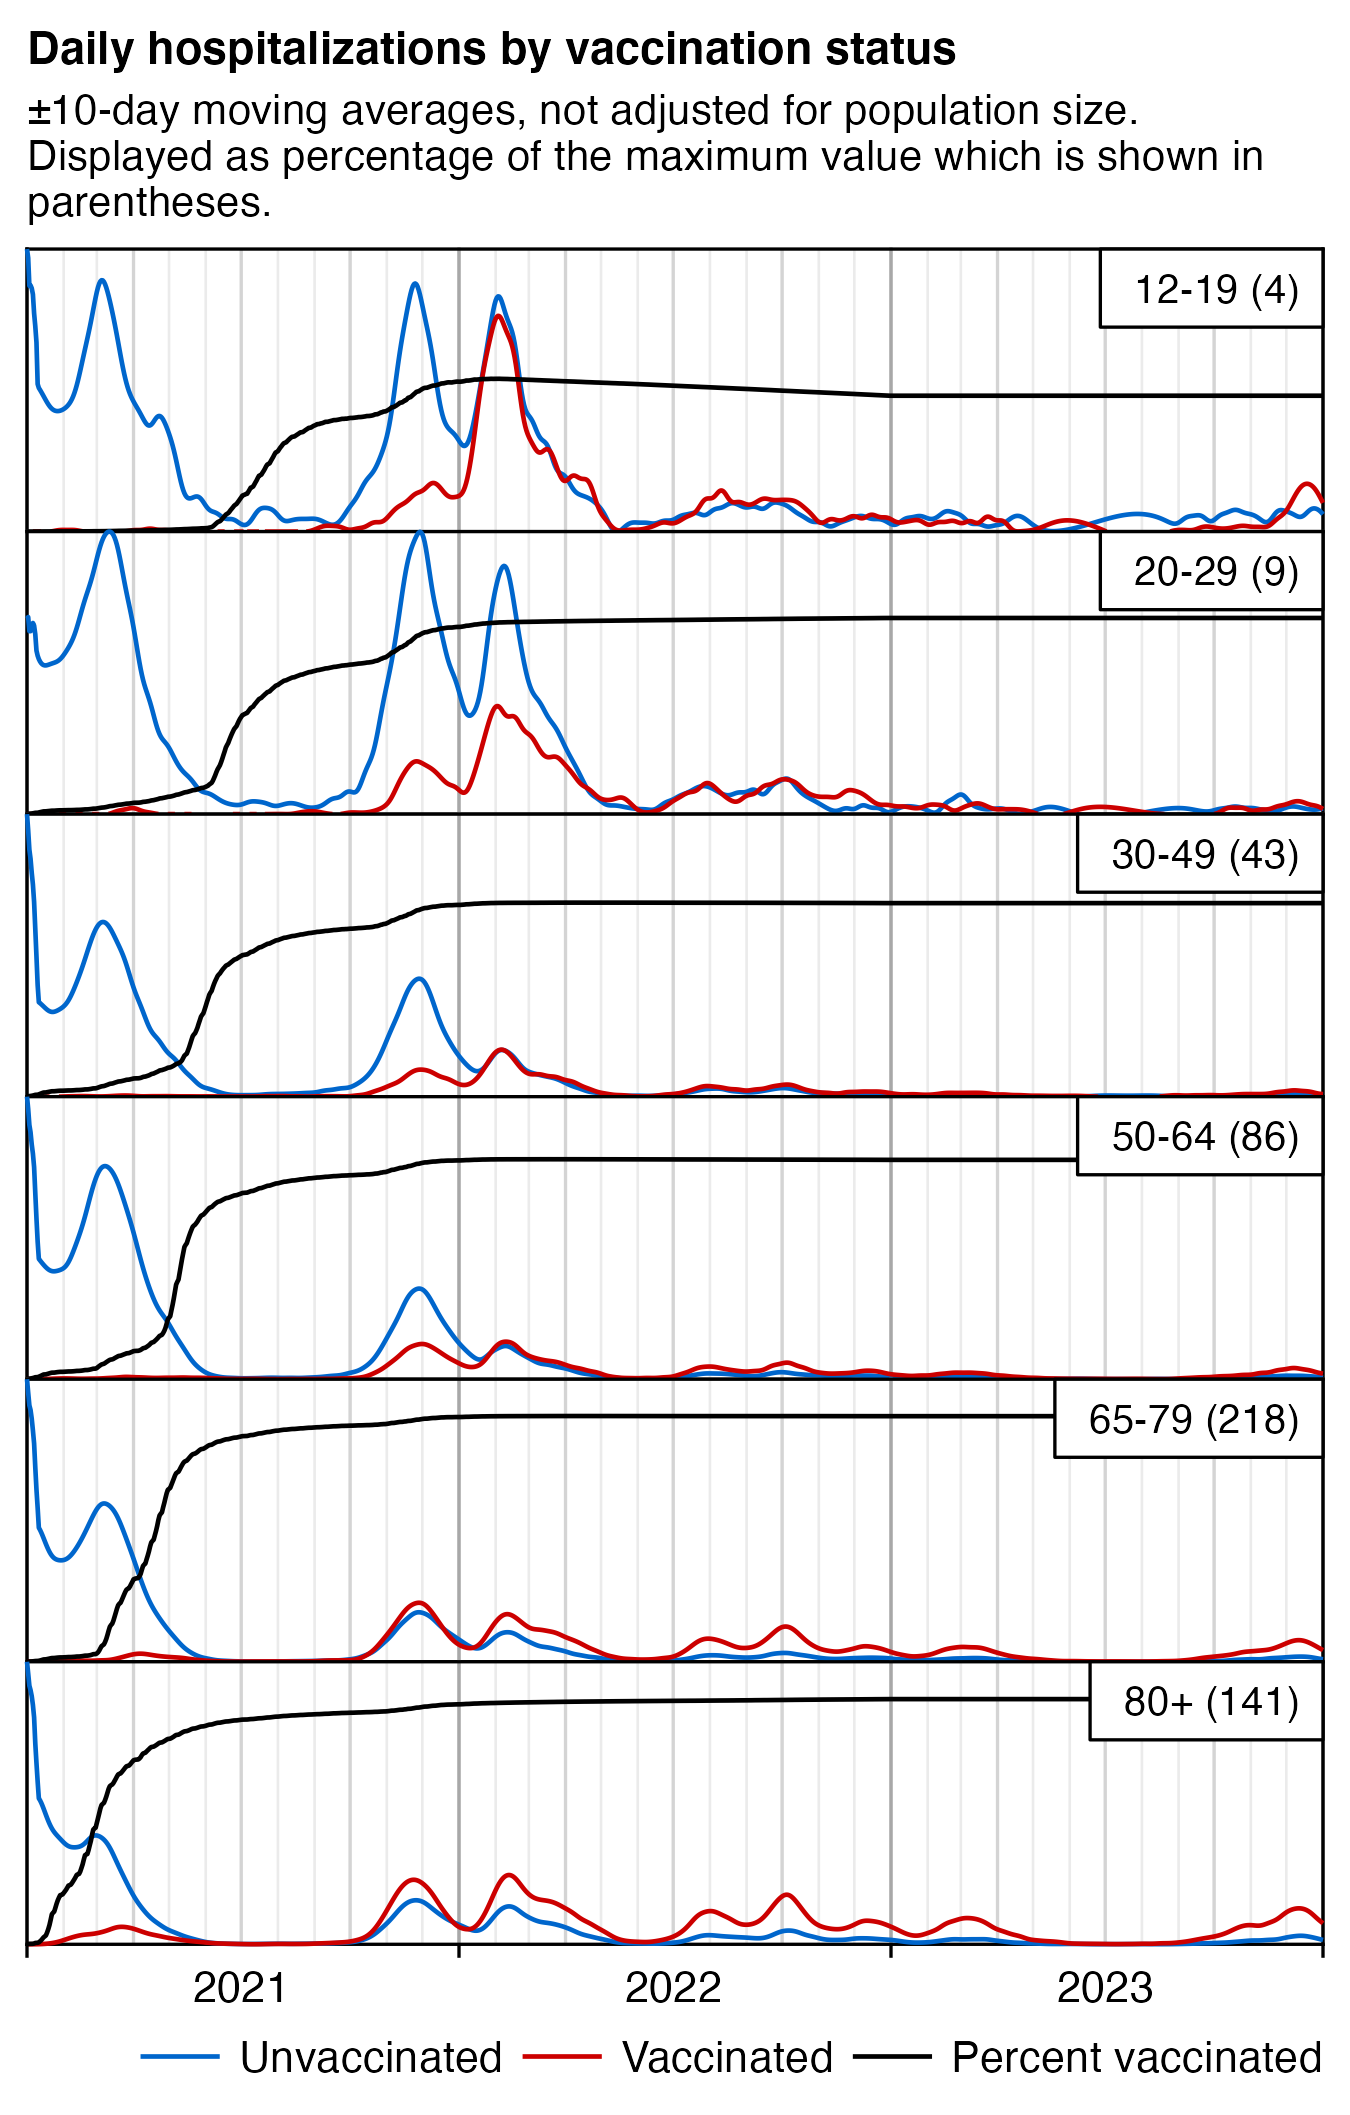 Daily hospitalizations by vaccination status
±10-day moving averages, not adjusted for population size.
Displayed as percentage of the maximum value which is shown in
parentheses.
12-19 (4)
20-29 (9)
30-49 (43)
50-64 (86)
65-79 (218)
80+ (141)
2021 2022 2023
Unvaccinated Vaccinated Percent vaccinated